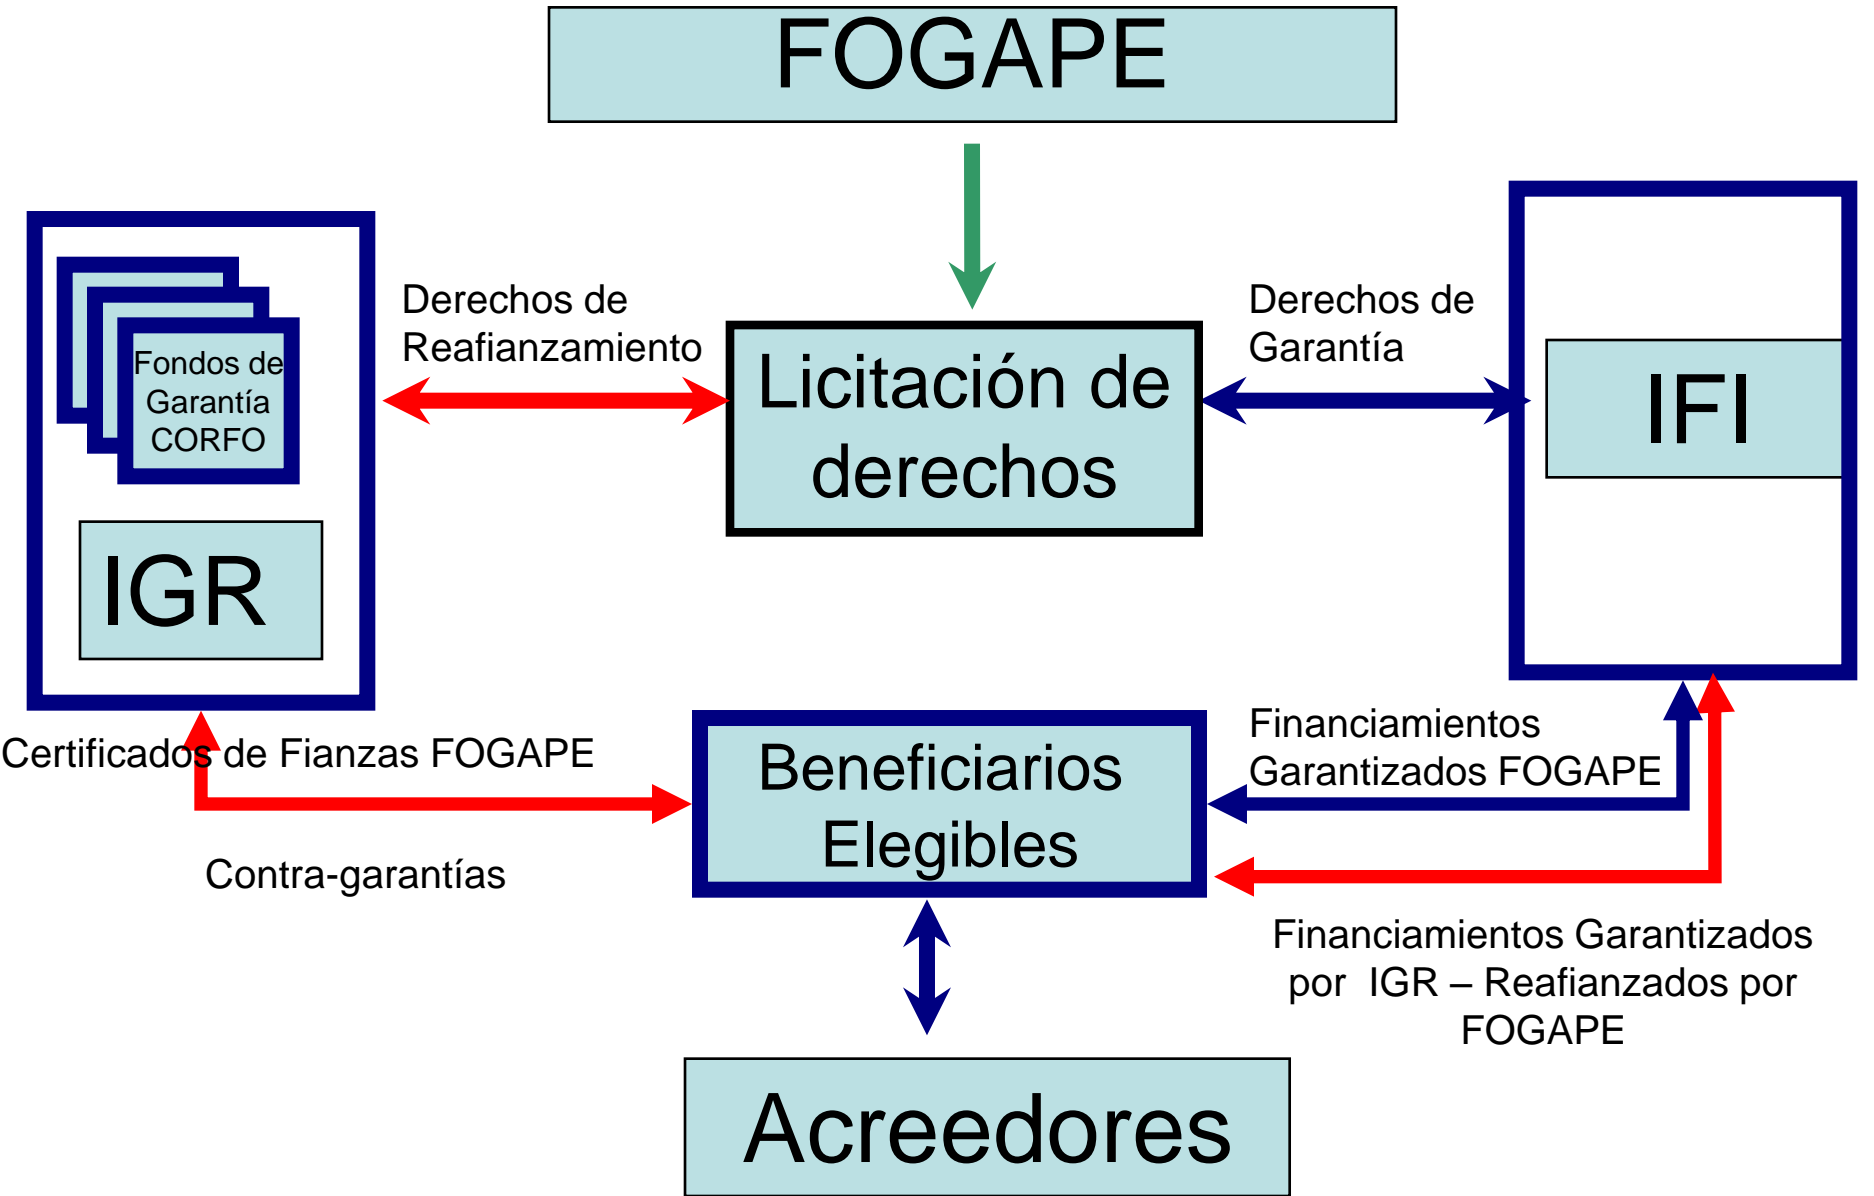 FOGAPE
Derechos de
Reafianzamiento
Derechos de
Garantía
Fondos de
Garantía
CORFO
Licitación de
derechos
IFI
IGR
Certificados de Fianzas FOGAPE
Beneficiarios
Elegibles
Financiamientos
Garantizados FOGAPE
Contra-garantías
Financiamientos Garantizados
por IGR – Reafianzados por
FOGAPE
Acreedores